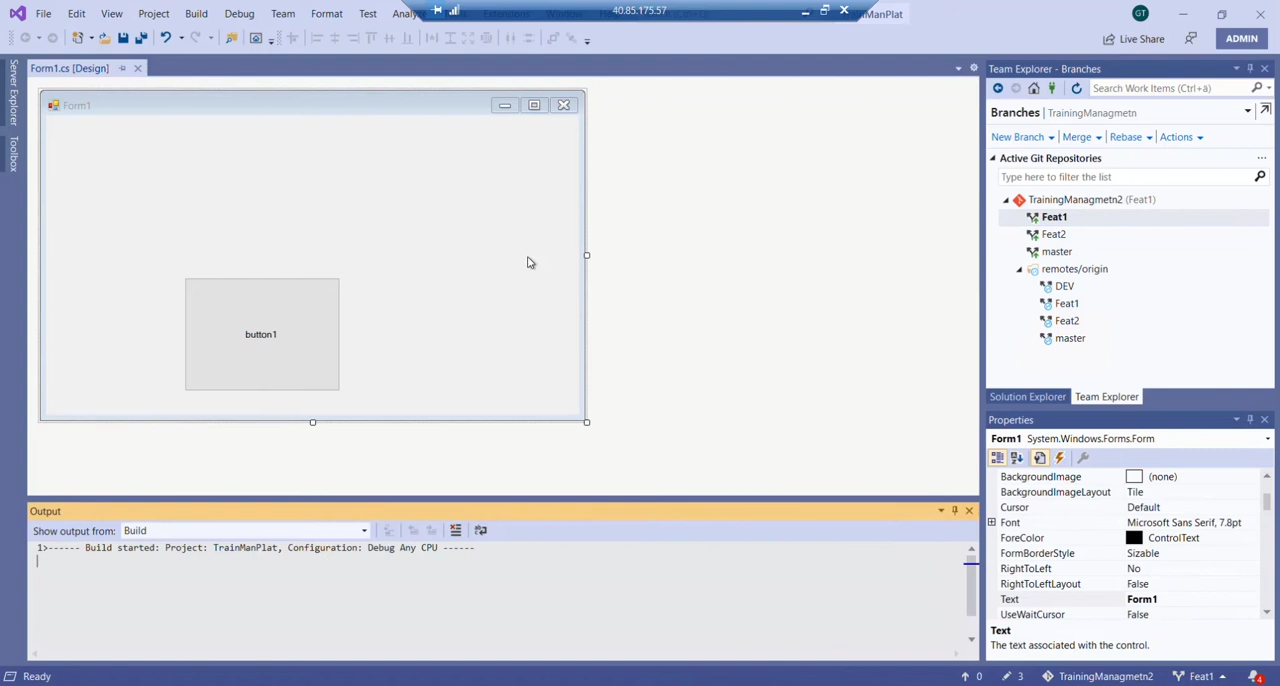 40.85.175.57
File Edit View Project Build Debug Team Format Test
nManPlat
GT
Live Share
ADMIN
Form1.cs [Design]
Server Explorer
Toolbox
Form1
button1
Team Explorer - Branches
Search Work Items (Ctrl+ä)
Branches | TrainingManagmetn
New Branch Merge Rebase Actions
Active Git Repositories
Type here to filter the list
TrainingManagmetn2 (Feat1)
Feat1
Feat2
master
remotes/origin
DEV
Feat1
Feat2
master
Solution Explorer Team Explorer
Properties
Form1 System.Windows.Forms.Form
BackgroundImage (none)
BackgroundImageLayout Tile
Cursor Default
Font Microsoft Sans Serif, 7.8pt
ForeColor ControlText
FormBorderStyle Sizable
RightToLeft No
RightToLeftLayout False
Text Form1
UseWaitCursor False
Text
The text associated with the control.
Output
Show output from: Build
1>------ Build started: Project: TrainManPlat, Configuration: Debug Any CPU ------
Ready
0 3 TrainingManagmetn2 Feat1 4